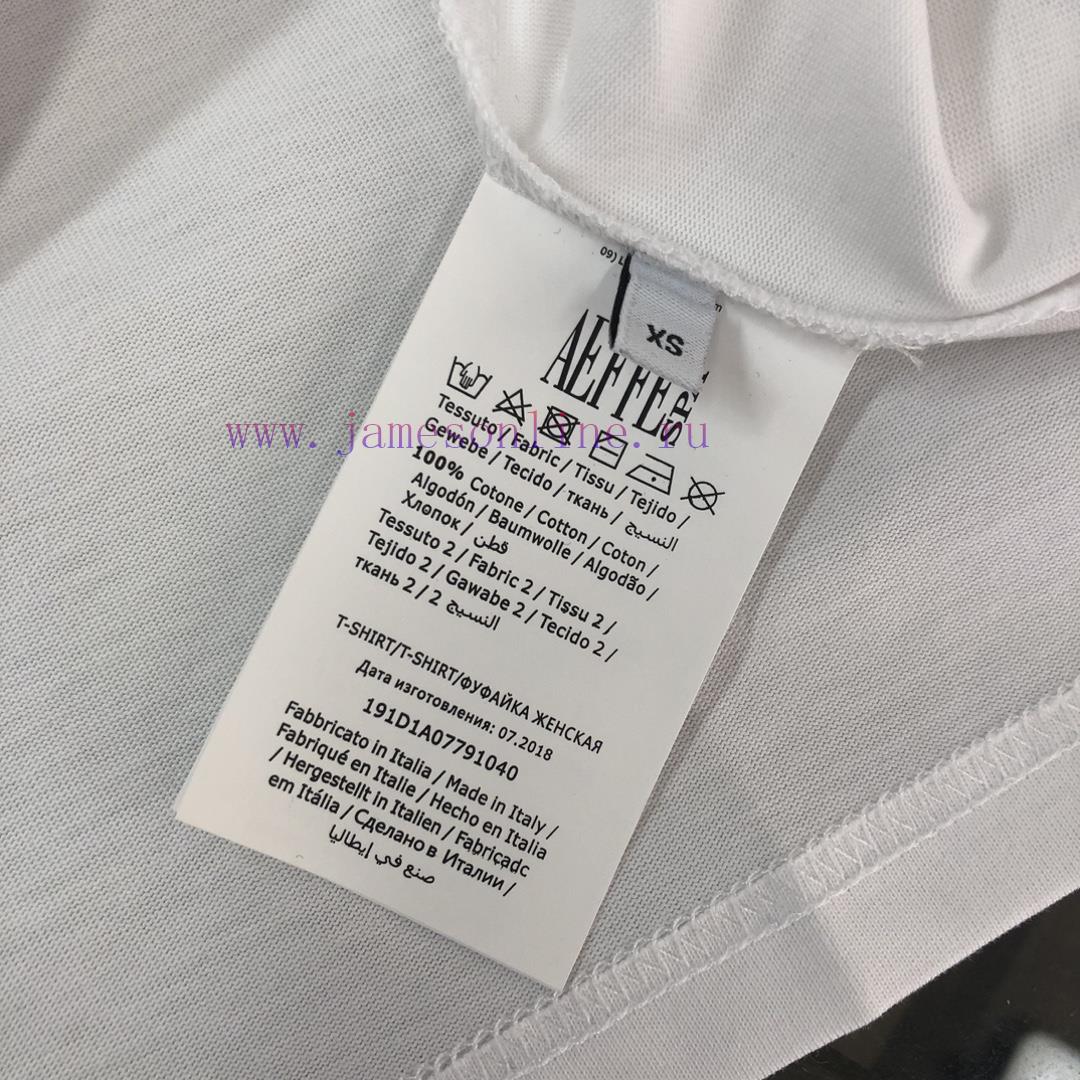 09) L
m
XS
AEFFE
www. jamesonline.ru
Tessuto / Fabric / Tissu / Tejido /
Gewebe / Tecido / ткань / النسيج
100% Cotone / Cotton / Coton /
Algodón / Baumwolle / Algodão /
Хлопок / قطن
Tessuto 2 / Fabric 2 / Tissu 2 /
Tejido 2 / Gawabe 2 / Tecido 2 /
ткань 2 / 2 النسيج
T-SHIRT/T-SHIRT/ФУФАЙКА ЖЕНСКАЯ
Дата изготовления: 07.2018
191D1A07791040
Fabbricato in Italia / Made in Italy /
Fabriqué en Italie / Hecho en Italia
/ Hergestellt in Italien / Fabricadc
em Itália / Сделано в Италии /
صنع في إيطاليا